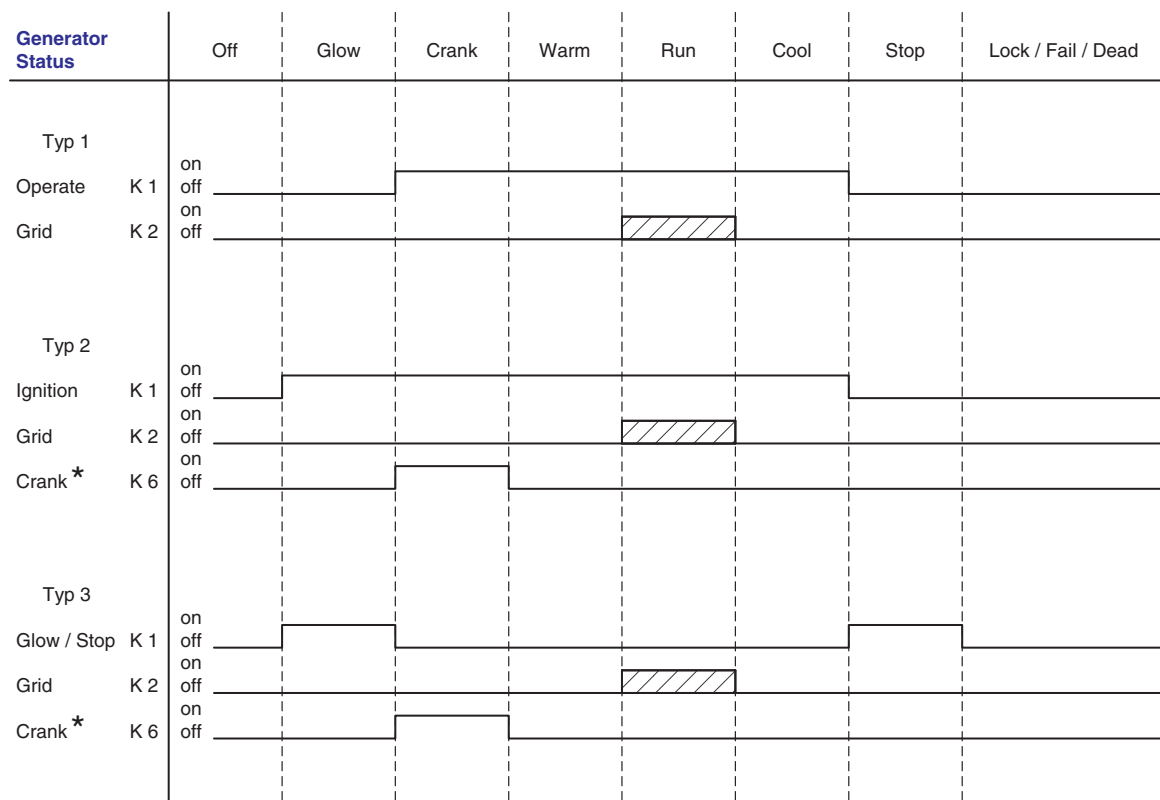 Generator
Status
Off Glow Crank Warm Run Cool Stop Lock / Fail / Dead
Typ 1
on
Operate K 1 off
on
Grid K 2 off
Typ 2
on
Ignition K 1 off
on
Grid K 2 off
on
Crank * K 6 off
Typ 3
on
Glow / Stop K 1 off
on
Grid K 2 off
on
Crank * K 6 off